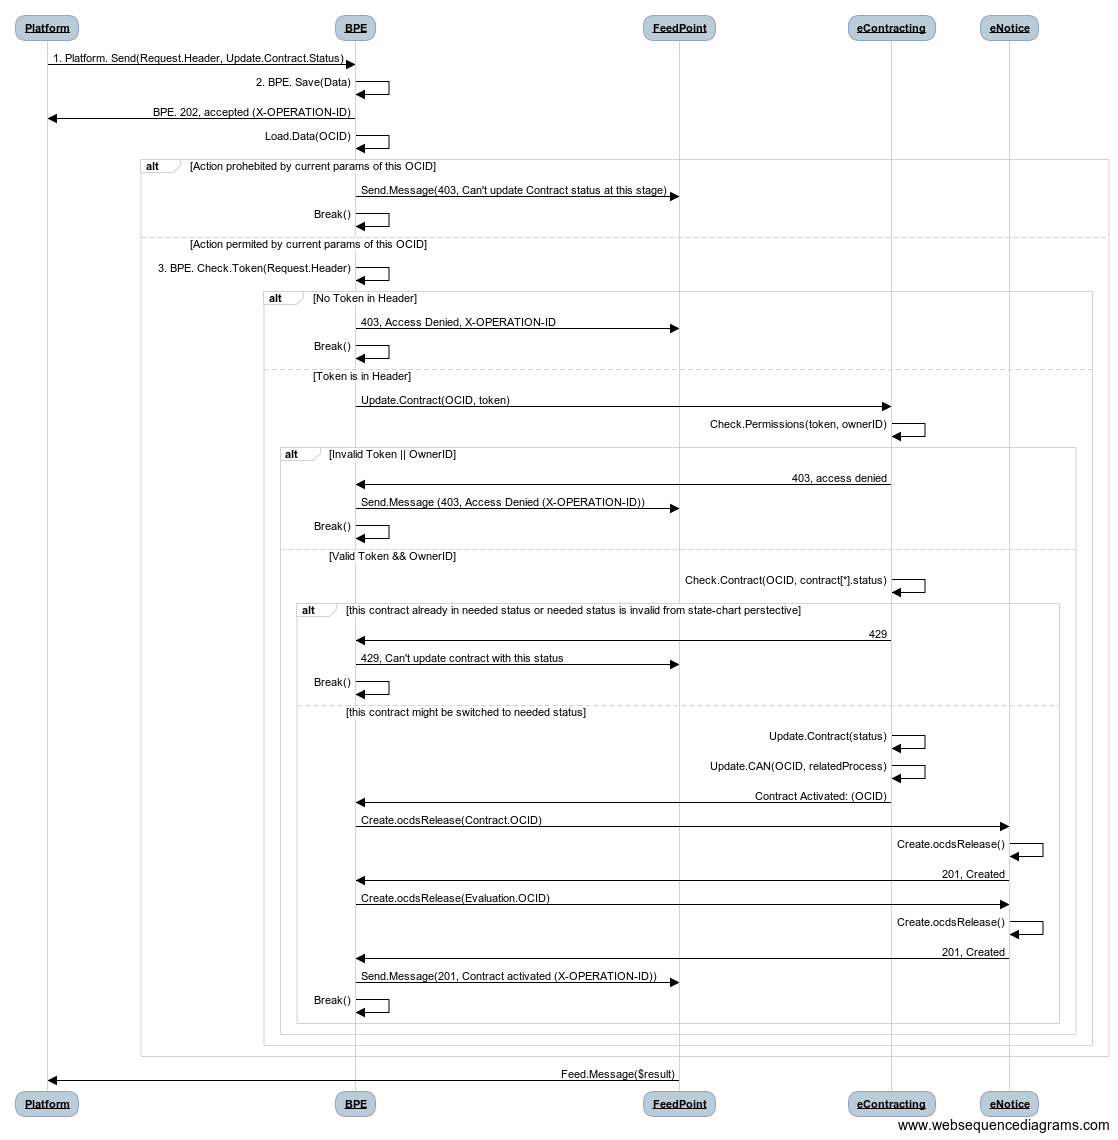 Platform BPE FeedPoint eContracting eNotice
1. Platform. Send(Request.Header, Update.Contract.Status)
2. BPE. Save(Data)
BPE. 202, accepted (X-OPERATION-ID)
Load.Data(OCID)
alt [Action prohebited by current params of this OCID]
Send.Message(403, Can't update Contract status at this stage)
Break()
[Action permited by current params of this OCID]
3. BPE. Check.Token(Request.Header)
alt [No Token in Header]
403, Access Denied, X-OPERATION-ID
Break()
[Token is in Header]
Update.Contract(OCID, token)
Check.Permissions(token, ownerID)
alt [Invalid Token || OwnerID]
403, access denied
Send.Message (403, Access Denied (X-OPERATION-ID))
Break()
[Valid Token && OwnerID]
Check.Contract(OCID, contract[*].status)
alt [this contract already in needed status or needed status is invalid from state-chart perstective]
429
429, Can't update contract with this status
Break()
[this contract might be switched to needed status]
Update.Contract(status)
Update.CAN(OCID, relatedProcess)
Contract Activated: (OCID)
Create.ocdsRelease(Contract.OCID)
Create.ocdsRelease()
201, Created
Create.ocdsRelease(Evaluation.OCID)
Create.ocdsRelease()
201, Created
Send.Message(201, Contract activated (X-OPERATION-ID))
Break()
Feed.Message($result)
Platform BPE FeedPoint eContracting eNotice
www.websequencediagrams.com